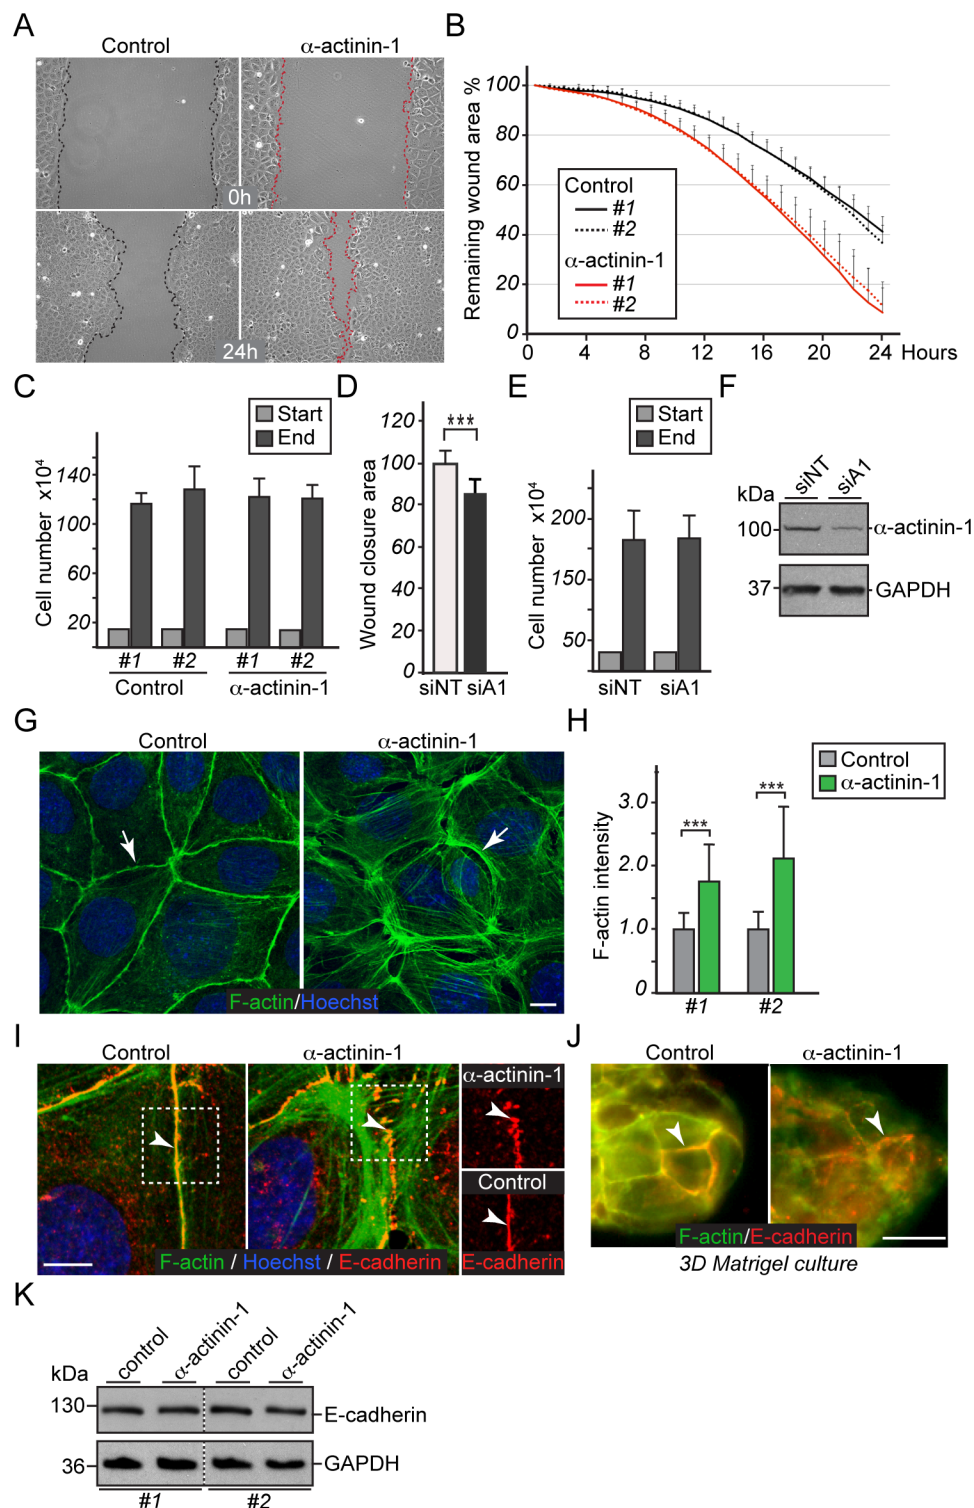 A
Control
α-actinin-1
0h
24h
B
Remaining wound area %
100
80
60
40
20
0
Control
#1
#2
α-actinin-1
#1
#2
0
4
8
12
16
20
24
Hours
C
Start
End
Cell number x10⁴
140
100
60
20
#1
#2
#1
#2
Control
α-actinin-1
D
Wound closure area
120
100
80
60
40
20
0
***
siNT
siA1
E
Start
End
Cell number x10⁴
200
150
50
siNT
siA1
F
siNT
siA1
kDa
100
α-actinin-1
37
GAPDH
G
Control
α-actinin-1
F-actin/Hoechst
H
Control
α-actinin-1
F-actin intensity
3.0
2.0
1.0
0
***
***
#1
#2
I
Control
α-actinin-1
α-actinin-1
Control
F-actin / Hoechst / E-cadherin
E-cadherin
J
Control
α-actinin-1
F-actin/E-cadherin
3D Matrigel culture
K
control
α-actinin-1
control
α-actinin-1
kDa
130
E-cadherin
36
GAPDH
#1
#2